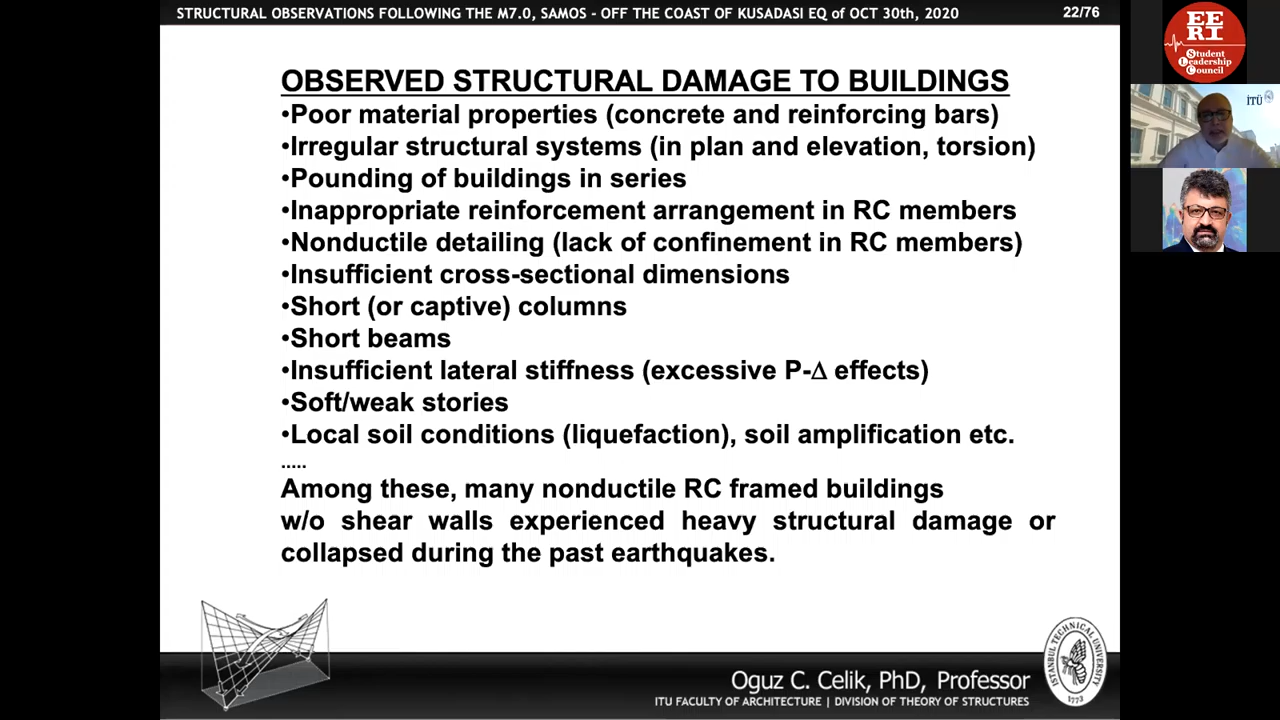 STRUCTURAL OBSERVATIONS FOLLOWING THE M7.0, SAMOS - OFF THE COAST OF KUSADASI EQ of OCT 30th, 2020
22/76
OBSERVED STRUCTURAL DAMAGE TO BUILDINGS
•Poor material properties (concrete and reinforcing bars)
•Irregular structural systems (in plan and elevation, torsion)
•Pounding of buildings in series
•Inappropriate reinforcement arrangement in RC members
•Nonductile detailing (lack of confinement in RC members)
•Insufficient cross-sectional dimensions
•Short (or captive) columns
•Short beams
•Insufficient lateral stiffness (excessive P-Δ effects)
•Soft/weak stories
•Local soil conditions (liquefaction), soil amplification etc.
.....
Among these, many nonductile RC framed buildings
w/o shear walls experienced heavy structural damage or
collapsed during the past earthquakes.
Oguz C. Celik, PhD, Professor
ITU FACULTY OF ARCHITECTURE | DIVISION OF THEORY OF STRUCTURES
ISTANBUL TECHNICAL UNIVERSITY
1773
EE
RI
Student
Leadership
Council
İTÜ